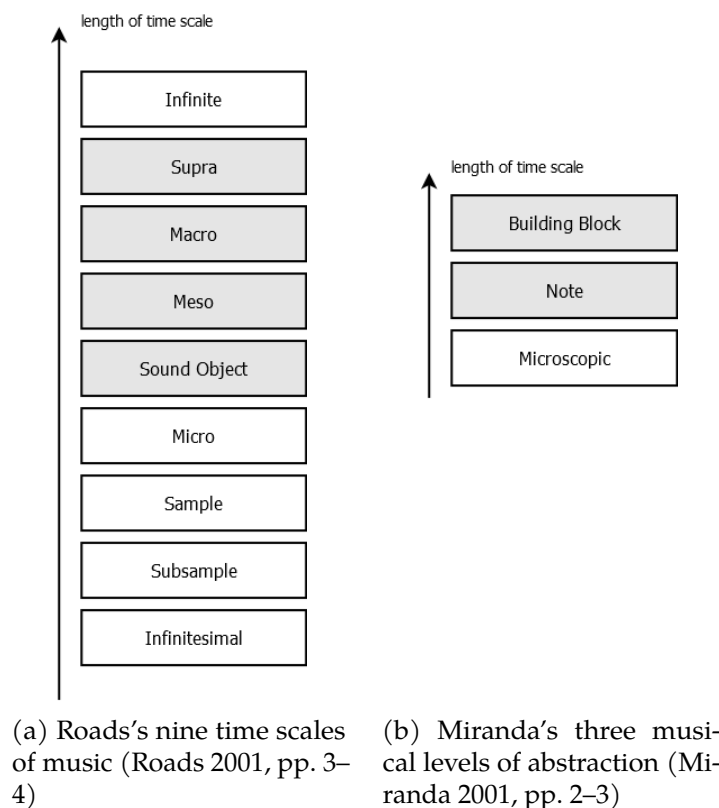 length of time scale
Infinite
Supra
Macro
Meso
Sound Object
Micro
Sample
Subsample
Infinitesimal
(a) Roads's nine time scales
of music (Roads 2001, pp. 3–
4)
length of time scale
Building Block
Note
Microscopic
(b) Miranda's three musi-
cal levels of abstraction (Mi-
randa 2001, pp. 2–3)